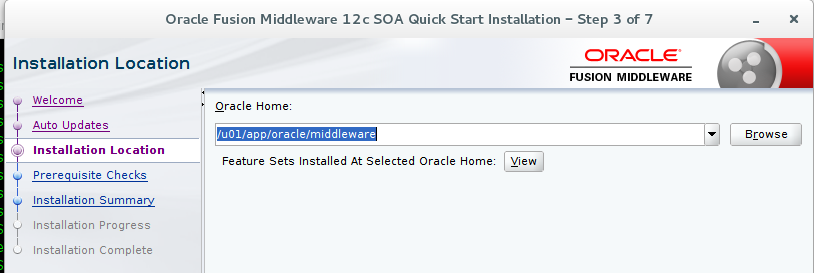 Oracle Fusion Middleware 12c SOA Quick Start Installation – Step 3 of 7
Installation Location
ORACLE
FUSION MIDDLEWARE
Welcome
Auto Updates
Installation Location
Prerequisite Checks
Installation Summary
Installation Progress
Installation Complete
Oracle Home:
/u01/app/oracle/middleware
Browse
Feature Sets Installed At Selected Oracle Home: View